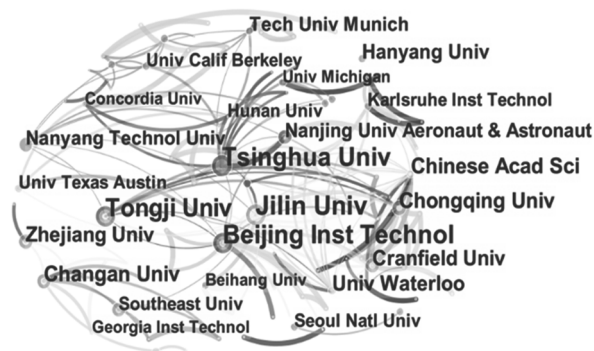 Tech Univ Munich
Hanyang Univ
Univ Calif Berkeley
Univ Michigan
Concordia Univ
Hunan Univ
Karlsruhe Inst Technol
Nanyang Technol Univ
Nanjing Univ Aeronaut & Astronaut
Tsinghua Univ
Chinese Acad Sci
Univ Texas Austin
Tongji Univ
Jilin Univ
Chongqing Univ
Zhejiang Univ
Beijing Inst Technol
Cranfield Univ
Changan Univ
Beihang Univ
Univ Waterloo
Southeast Univ
Georgia Inst Technol
Seoul Natl Univ